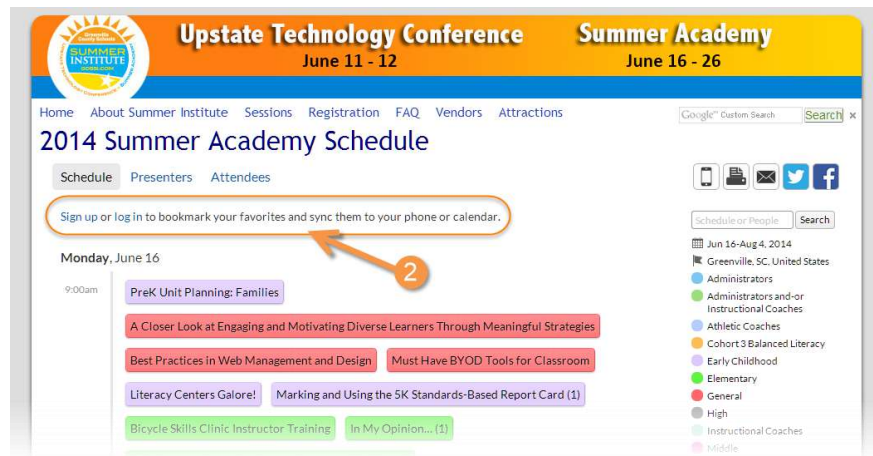 Greenville
County Schools
SUMMER
INSTITUTE
Upstate Technology Conference
June 11 - 12
Summer Academy
June 16 - 26
Home About Summer Institute Sessions Registration FAQ Vendors Attractions
Google™ Custom Search Search ×
2014 Summer Academy Schedule
Schedule Presenters Attendees
Sign up or log in to bookmark your favorites and sync them to your phone or calendar.
2
Monday, June 16
9:00am
PreK Unit Planning: Families
A Closer Look at Engaging and Motivating Diverse Learners Through Meaningful Strategies
Best Practices in Web Management and Design Must Have BYOD Tools for Classroom
Literacy Centers Galore! Marking and Using the 5K Standards-Based Report Card (1)
Bicycle Skills Clinic Instructor Training In My Opinion... (1)
Schedule or People Search
Jun 16-Aug 4, 2014
Greenville, SC, United States
Administrators
Administrators and-or
Instructional Coaches
Athletic Coaches
Cohort 3 Balanced Literacy
Early Childhood
Elementary
General
High
Instructional Coaches
Middle